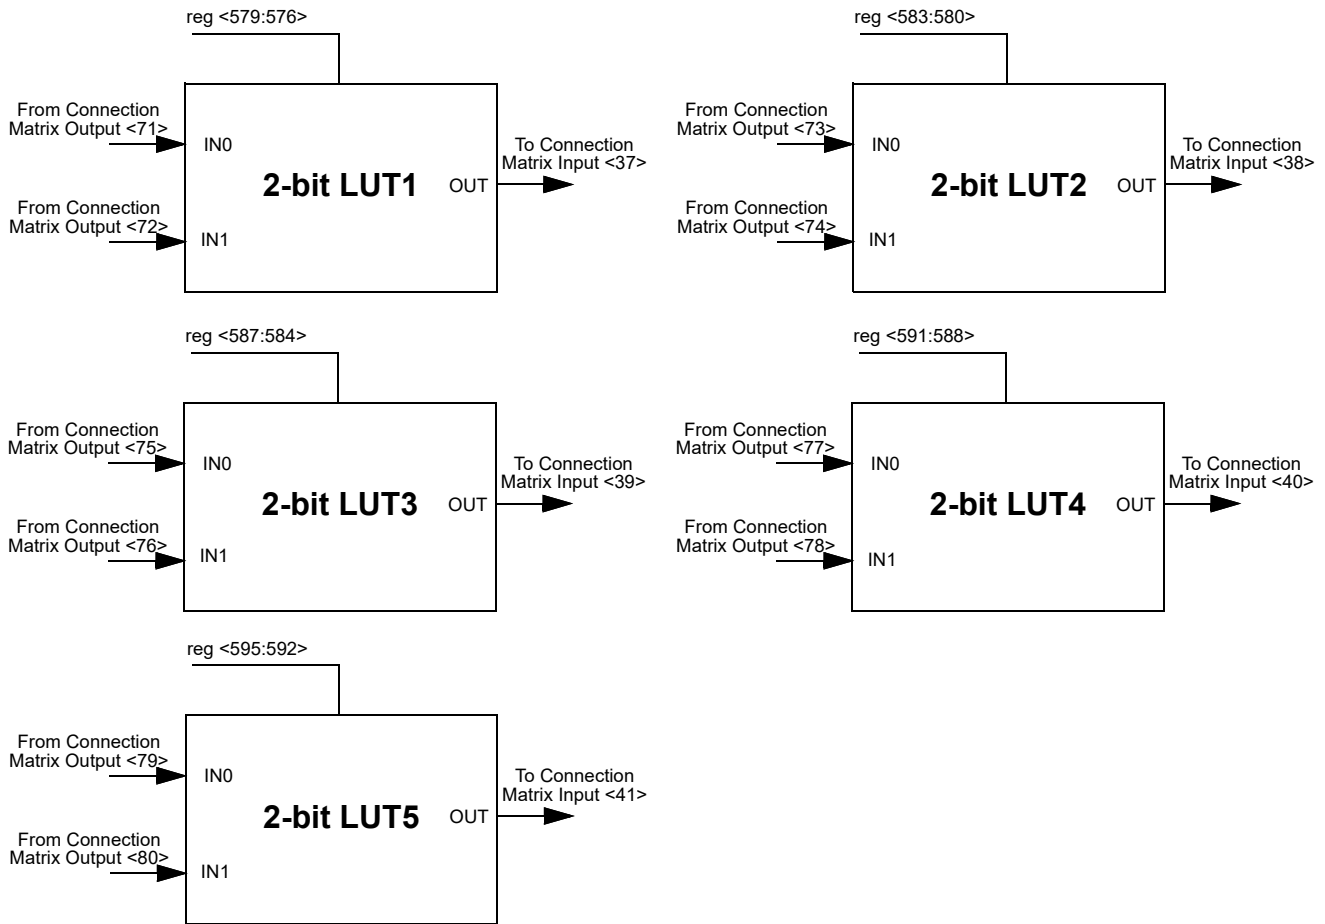 reg <579:576>
From Connection
Matrix Output <71>
IN0
2-bit LUT1
OUT
To Connection
Matrix Input <37>
From Connection
Matrix Output <72>
IN1
reg <583:580>
From Connection
Matrix Output <73>
IN0
2-bit LUT2
OUT
To Connection
Matrix Input <38>
From Connection
Matrix Output <74>
IN1
reg <587:584>
From Connection
Matrix Output <75>
IN0
2-bit LUT3
OUT
To Connection
Matrix Input <39>
From Connection
Matrix Output <76>
IN1
reg <591:588>
From Connection
Matrix Output <77>
IN0
2-bit LUT4
OUT
To Connection
Matrix Input <40>
From Connection
Matrix Output <78>
IN1
reg <595:592>
From Connection
Matrix Output <79>
IN0
2-bit LUT5
OUT
To Connection
Matrix Input <41>
From Connection
Matrix Output <80>
IN1